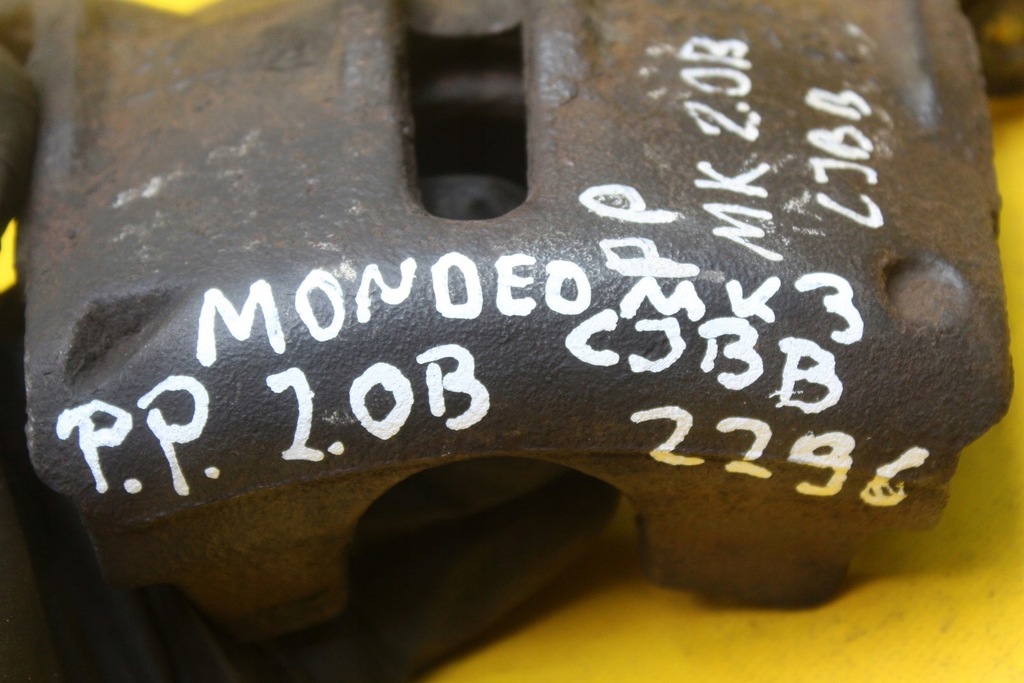 MONDEO MK3
P.P. 2.0B CJBB
2296
PP
MK 2.0B
CJBB